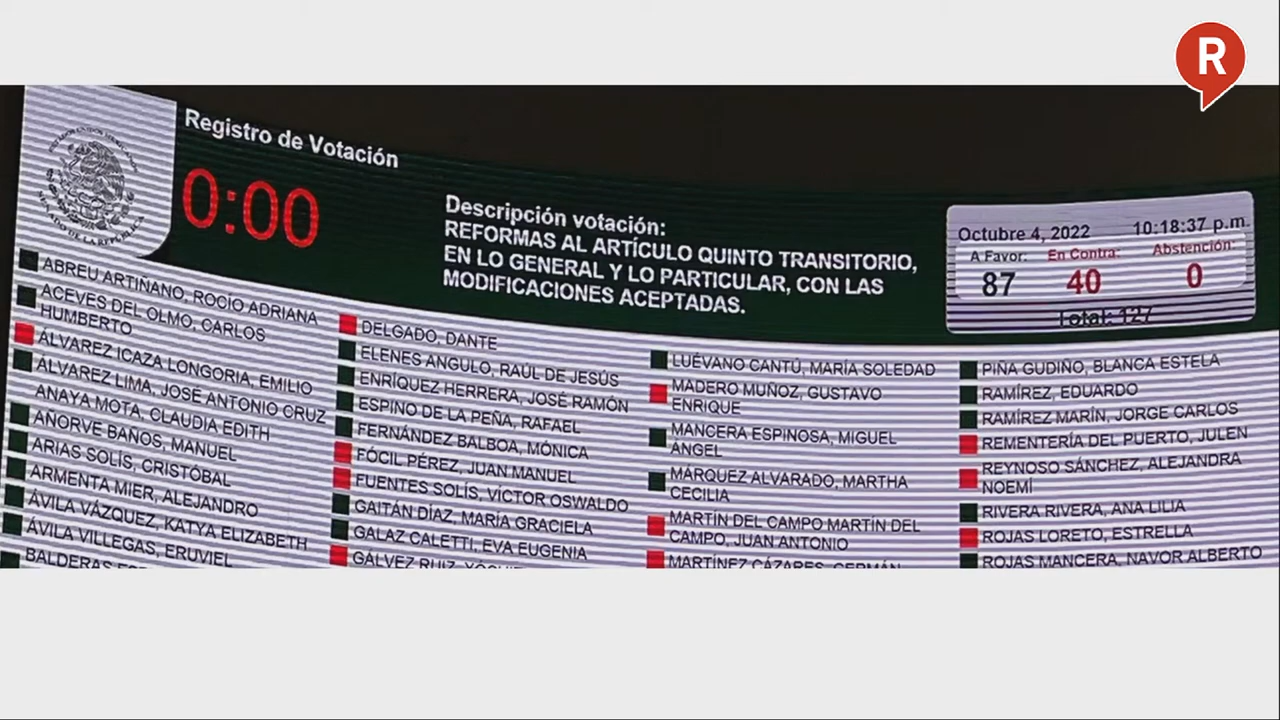 R
Registro de Votación
0:00
Descripción votación:
REFORMAS AL ARTÍCULO QUINTO TRANSITORIO,
EN LO GENERAL Y LO PARTICULAR, CON LAS
MODIFICACIONES ACEPTADAS.
Octubre 4, 2022 10:18:37 p.m.
A Favor: En Contra: Abstención:
87 40 0
Total: 127
ABREU ARTIÑANO, ROCÍO ADRIANA
ACEVES DEL OLMO, CARLOS
HUMBERTO
ÁLVAREZ ICAZA LONGORIA, EMILIO
ÁLVAREZ LIMA, JOSÉ ANTONIO CRUZ
ANAYA MOTA, CLAUDIA EDITH
AÑORVE BAÑOS, MANUEL
ARIAS SOLÍS, CRISTÓBAL
ARMENTA MIER, ALEJANDRO
ÁVILA VÁZQUEZ, KATYA ELIZABETH
ÁVILA VILLEGAS, ERUVIEL
BALDERAS
DELGADO, DANTE
ELENES ANGULO, RAÚL DE JESÚS
ENRÍQUEZ HERRERA, JOSÉ RAMÓN
ESPINO DE LA PEÑA, RAFAEL
FERNÁNDEZ BALBOA, MÓNICA
FÓCIL PÉREZ, JUAN MANUEL
FUENTES SOLÍS, VÍCTOR OSWALDO
GAITÁN DÍAZ, MARÍA GRACIELA
GALAZ CALETTI, EVA EUGENIA
GÁLVEZ RUIZ,
LUÉVANO CANTÚ, MARÍA SOLEDAD
MADERO MUÑOZ, GUSTAVO
ENRIQUE
MANCERA ESPINOSA, MIGUEL
ÁNGEL
MÁRQUEZ ALVARADO, MARTHA
CECILIA
MARTÍN DEL CAMPO MARTÍN DEL
CAMPO, JUAN ANTONIO
MARTÍNEZ CÁZARES, GERMÁN
PIÑA GUDIÑO, BLANCA ESTELA
RAMÍREZ, EDUARDO
RAMÍREZ MARÍN, JORGE CARLOS
REMENTERÍA DEL PUERTO, JULEN
REYNOSO SÁNCHEZ, ALEJANDRA
NOEMÍ
RIVERA RIVERA, ANA LILIA
ROJAS LORETO, ESTRELLA
ROJAS MANCERA, NAVOR ALBERTO